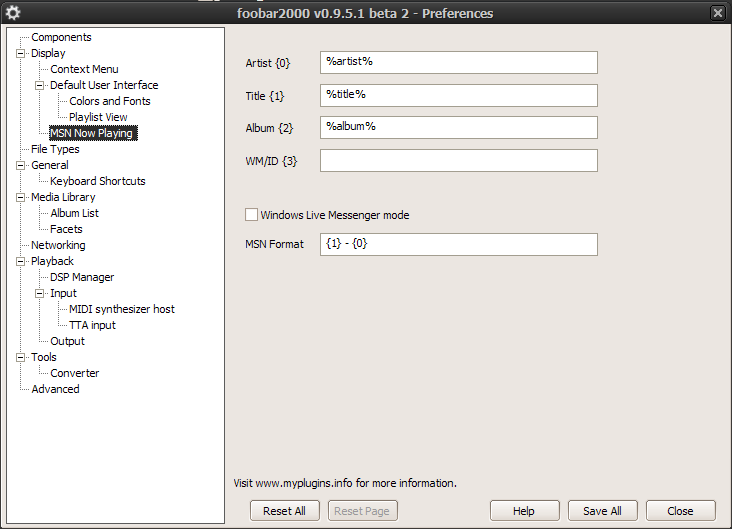 foobar2000 v0.9.5.1 beta 2 - Preferences
Components
Display
Context Menu
Default User Interface
Colors and Fonts
Playlist View
MSN Now Playing
File Types
General
Keyboard Shortcuts
Media Library
Album List
Facets
Networking
Playback
DSP Manager
Input
MIDI synthesizer host
TTA input
Output
Tools
Converter
Advanced
Artist {0} %artist%
Title {1} %title%
Album {2} %album%
WM/ID {3}
Windows Live Messenger mode
MSN Format {1} - {0}
Visit www.myplugins.info for more information.
Reset All Reset Page Help Save All Close